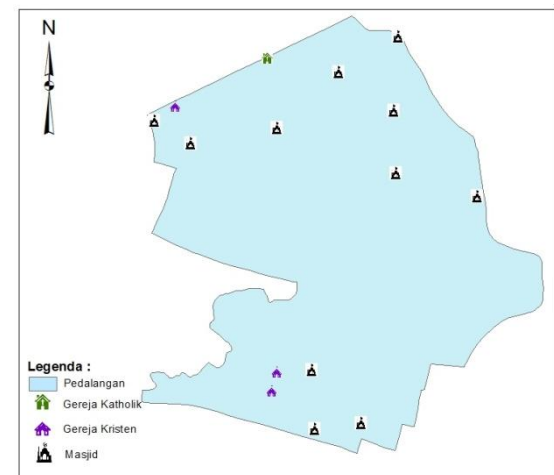 N
Legenda :
Pedalangan
Gereja Katholik
Gereja Kristen
Masjid